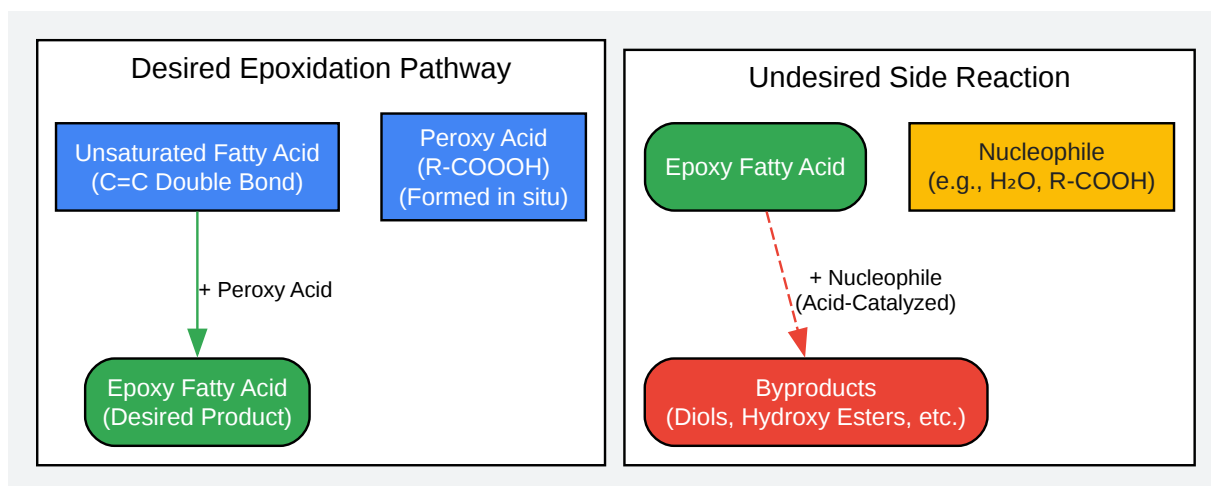 Desired Epoxidation Pathway
Unsaturated Fatty Acid
(C=C Double Bond)
Peroxy Acid
(R-COOOH)
(Formed in situ)
+ Peroxy Acid
Epoxy Fatty Acid
(Desired Product)
Undesired Side Reaction
Epoxy Fatty Acid
Nucleophile
(e.g., H₂O, R-COOH)
+ Nucleophile
(Acid-Catalyzed)
Byproducts
(Diols, Hydroxy Esters, etc.)